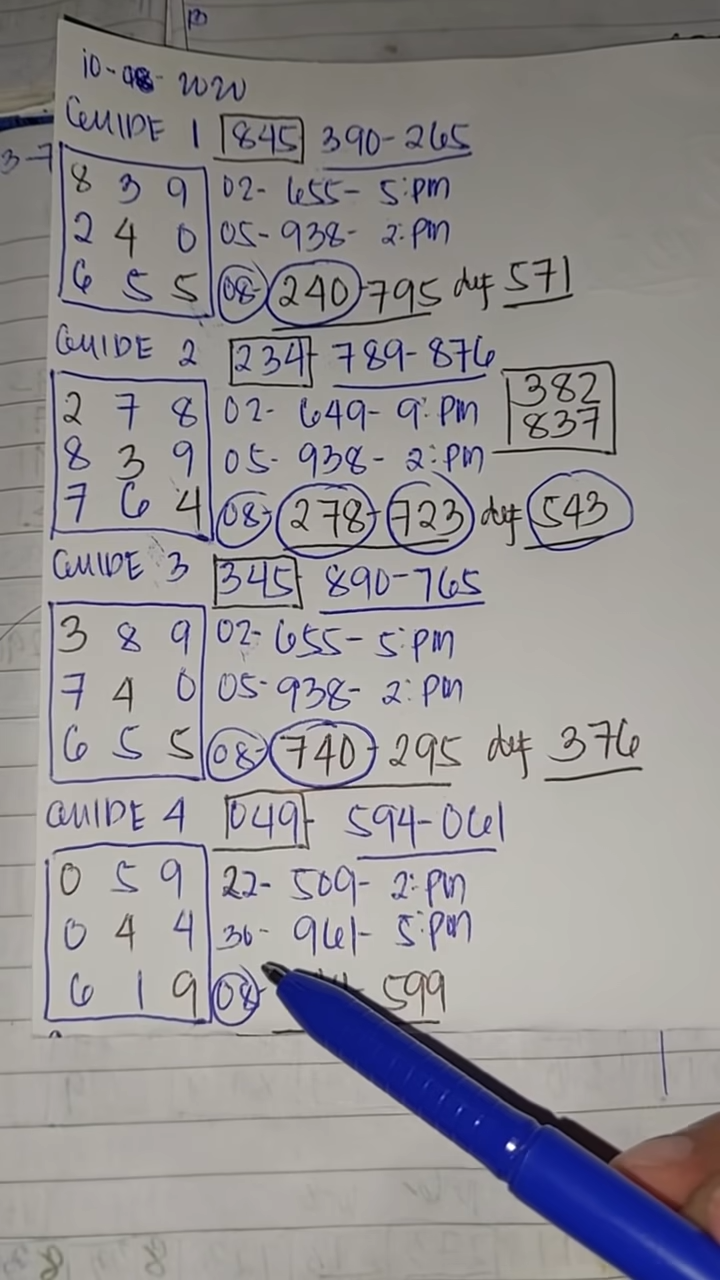 10-08-2020
GUIDE 1 845 390-265
8 3 9 02- 655- 5:PM
2 4 0 05-938- 2:PM
6 5 5 08- 240-795 def 571
GUIDE 2 234- 789-876
382
2 7 8 02- 649- 9:PM
837
8 3 9 05- 938- 2:PM
7 6 4 08- 278-723 def 543
GUIDE 3 345- 890-765
3 8 9 02-655- 5:PM
7 4 0 05-938- 2:PM
6 5 5 08- 740-295 def 376
GUIDE 4 049- 594-061
0 5 9 22- 509- 2:PM
0 4 4 36- 961- 5:PM
6 1 9 08- 599